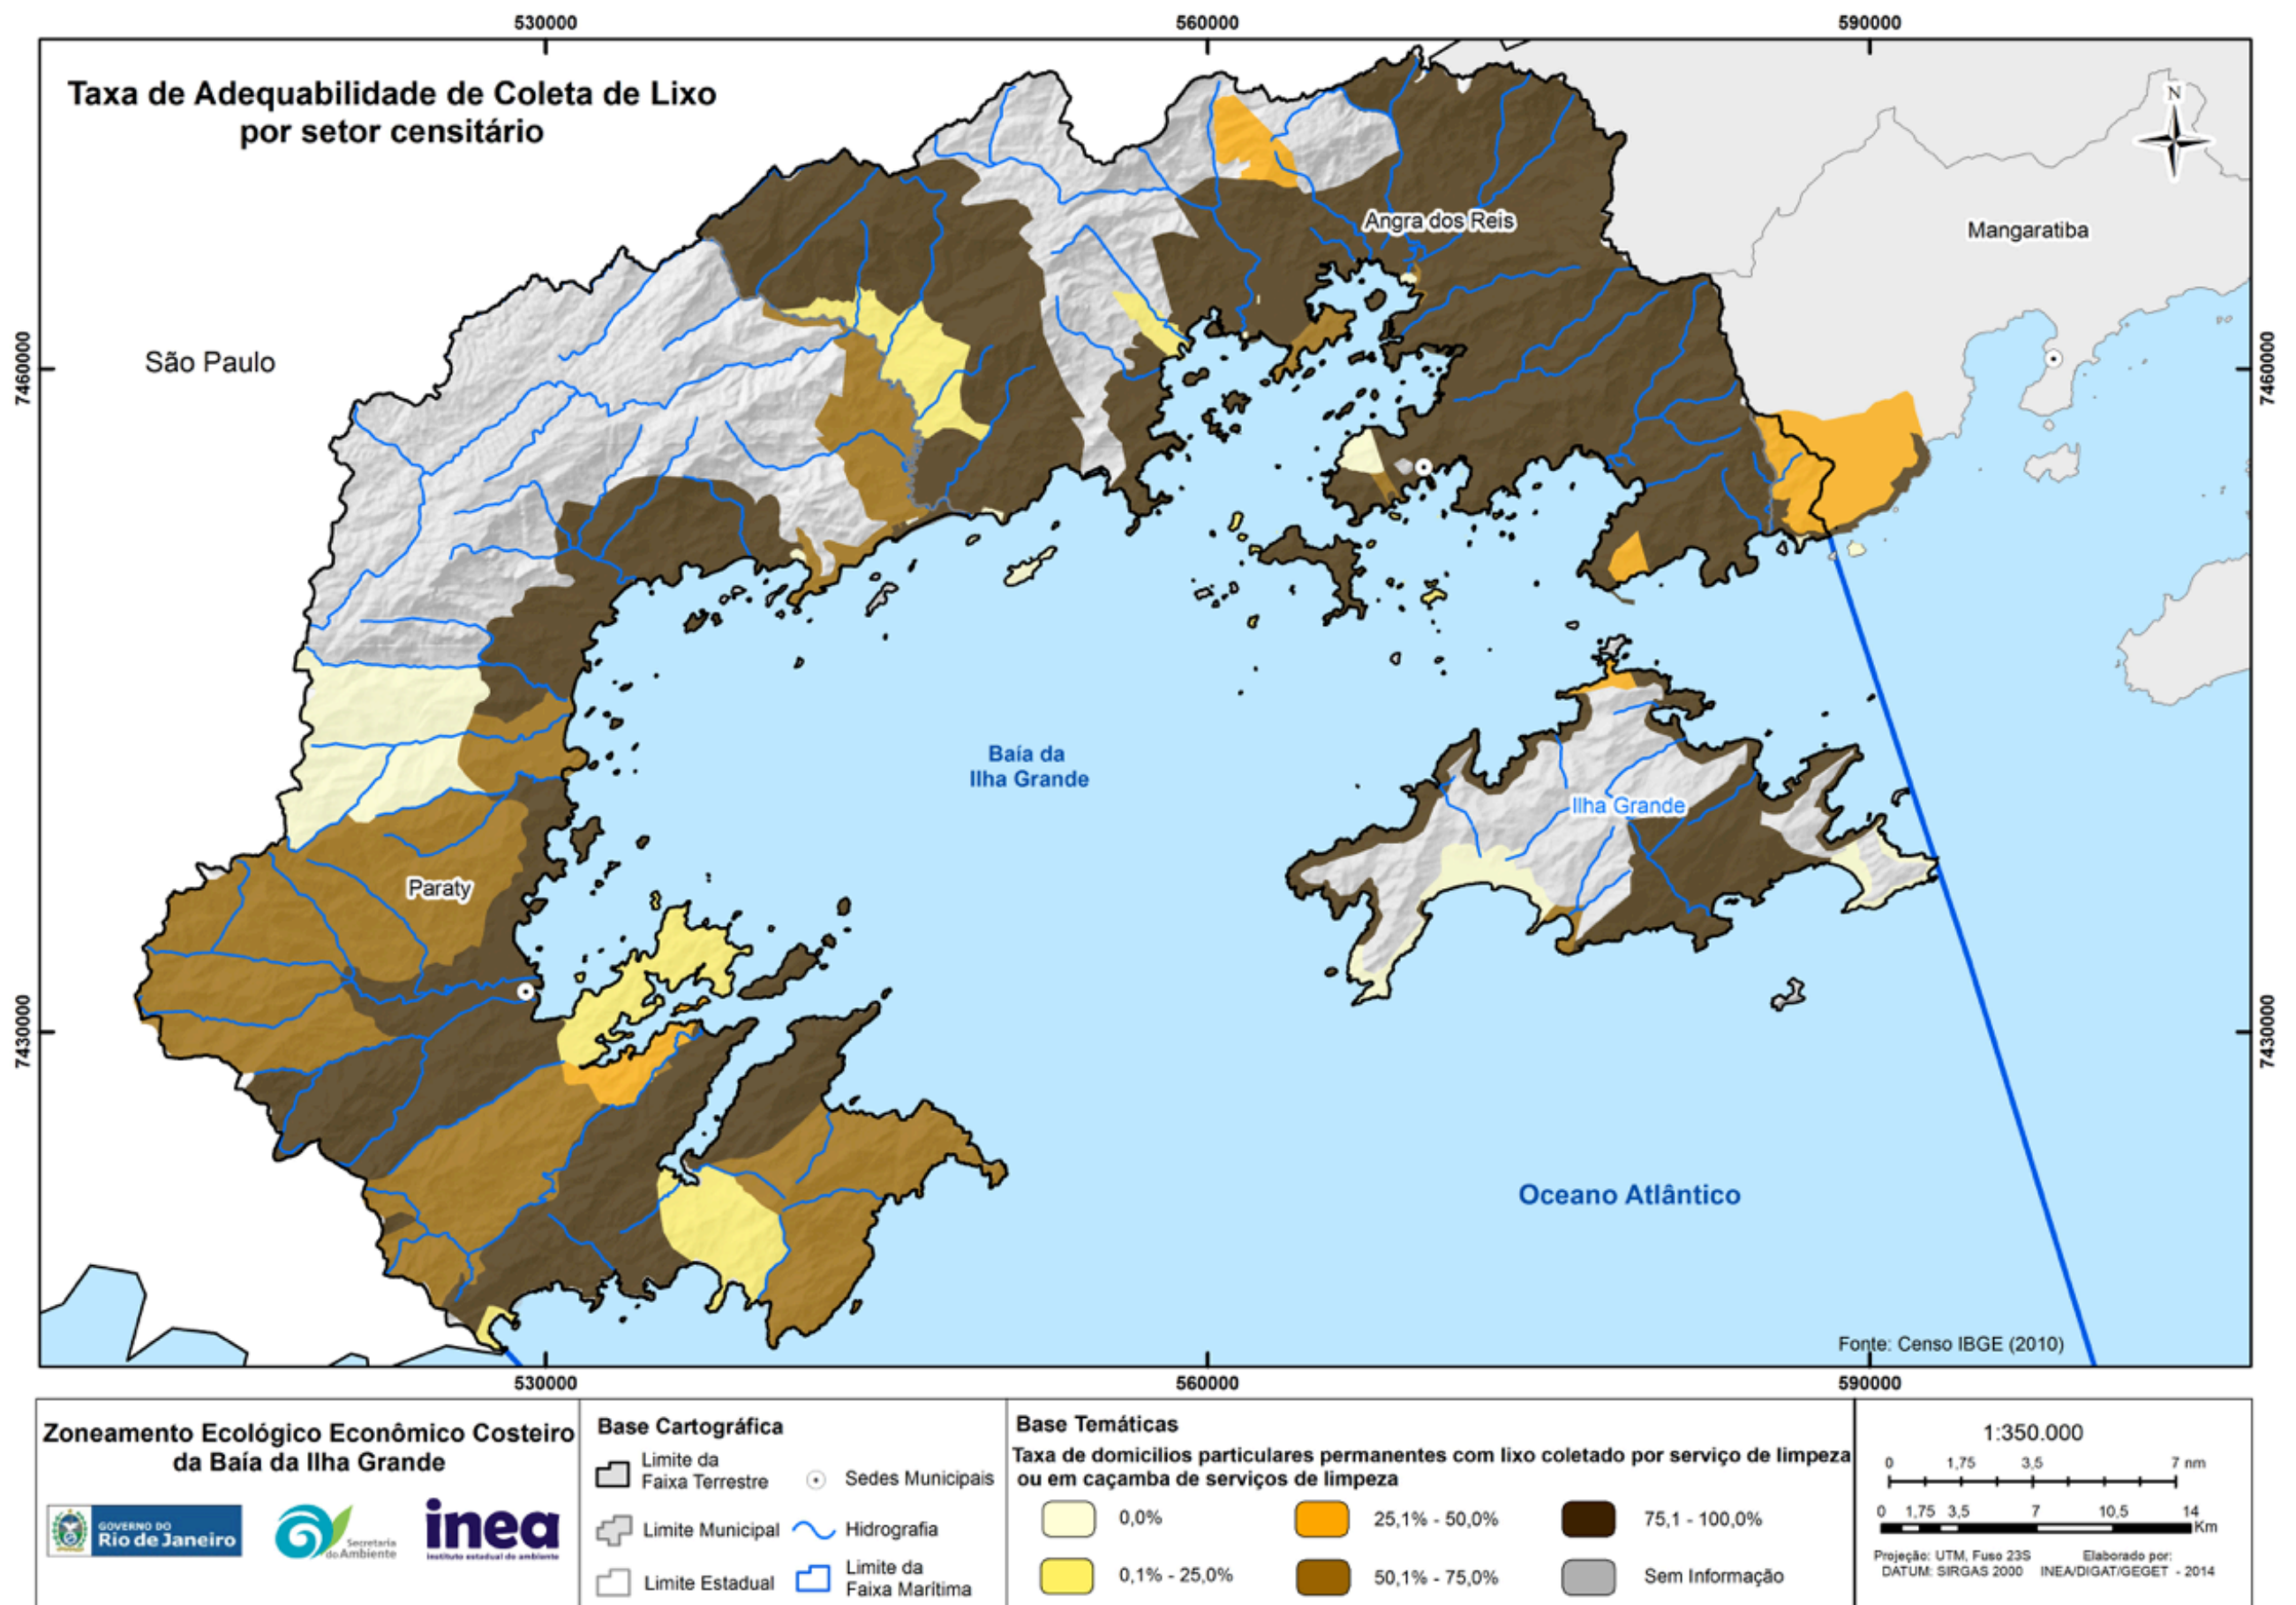 530000
560000
590000
Taxa de Adequabilidade de Coleta de Lixo
por setor censitário
N
Angra dos Reis
Mangaratiba
São Paulo
7460000
7460000
Baía da
Ilha Grande
Ilha Grande
Paraty
7430000
7430000
Oceano Atlântico
Fonte: Censo IBGE (2010)
530000
560000
590000
Zoneamento Ecológico Econômico Costeiro
da Baía da Ilha Grande
GOVERNO DO
Rio de Janeiro
Secretaria
do Ambiente
inea
instituto estadual do ambiente
Base Cartográfica
Limite da
Faixa Terrestre
Sedes Municipais
Limite Municipal
Hidrografia
Limite Estadual
Limite da
Faixa Marítima
Base Temáticas
Taxa de domicilios particulares permanentes com lixo coletado por serviço de limpeza
ou em caçamba de serviços de limpeza
0,0%
25,1% - 50,0%
75,1 - 100,0%
0,1% - 25,0%
50,1% - 75,0%
Sem Informação
1:350.000
0 1,75 3,5 7 nm
0 1,75 3,5 7 10,5 14
Km
Projeção: UTM, Fuso 23S
DATUM: SIRGAS 2000
Elaborado por:
INEA/DIGAT/GEGET - 2014